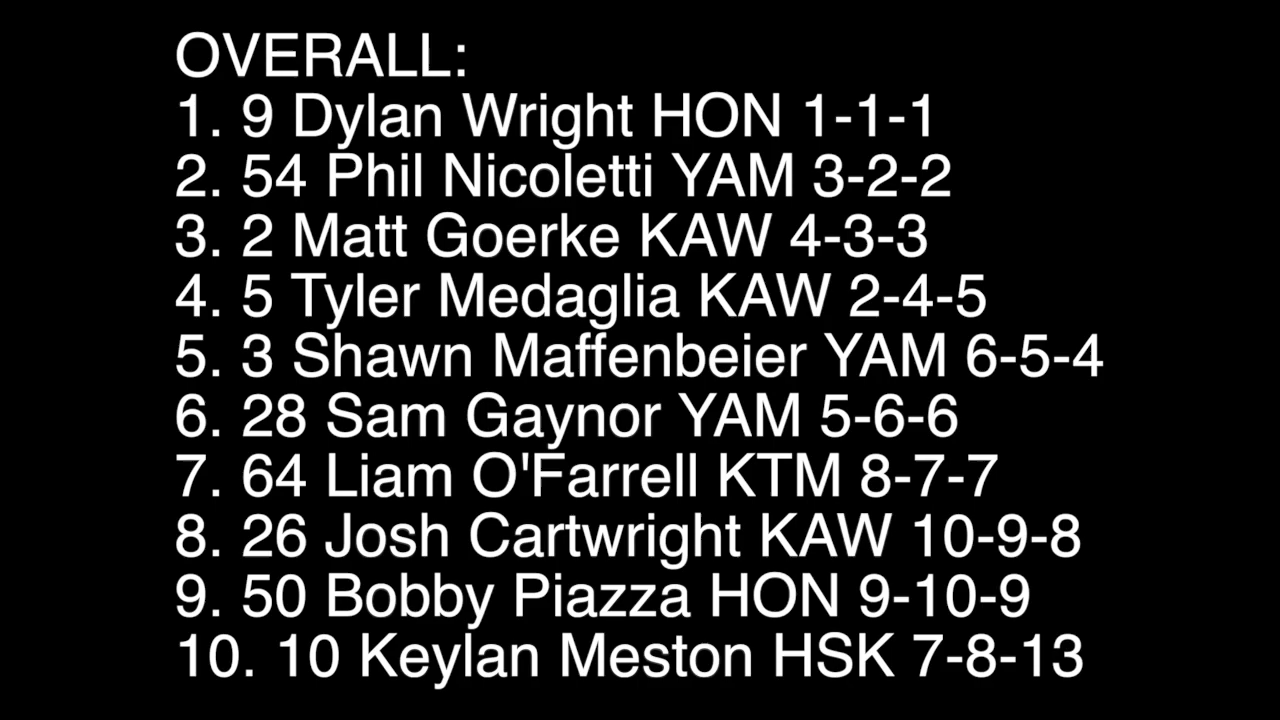 OVERALL:
1. 9 Dylan Wright HON 1-1-1
2. 54 Phil Nicoletti YAM 3-2-2
3. 2 Matt Goerke KAW 4-3-3
4. 5 Tyler Medaglia KAW 2-4-5
5. 3 Shawn Maffenbeier YAM 6-5-4
6. 28 Sam Gaynor YAM 5-6-6
7. 64 Liam O'Farrell KTM 8-7-7
8. 26 Josh Cartwright KAW 10-9-8
9. 50 Bobby Piazza HON 9-10-9
10. 10 Keylan Meston HSK 7-8-13